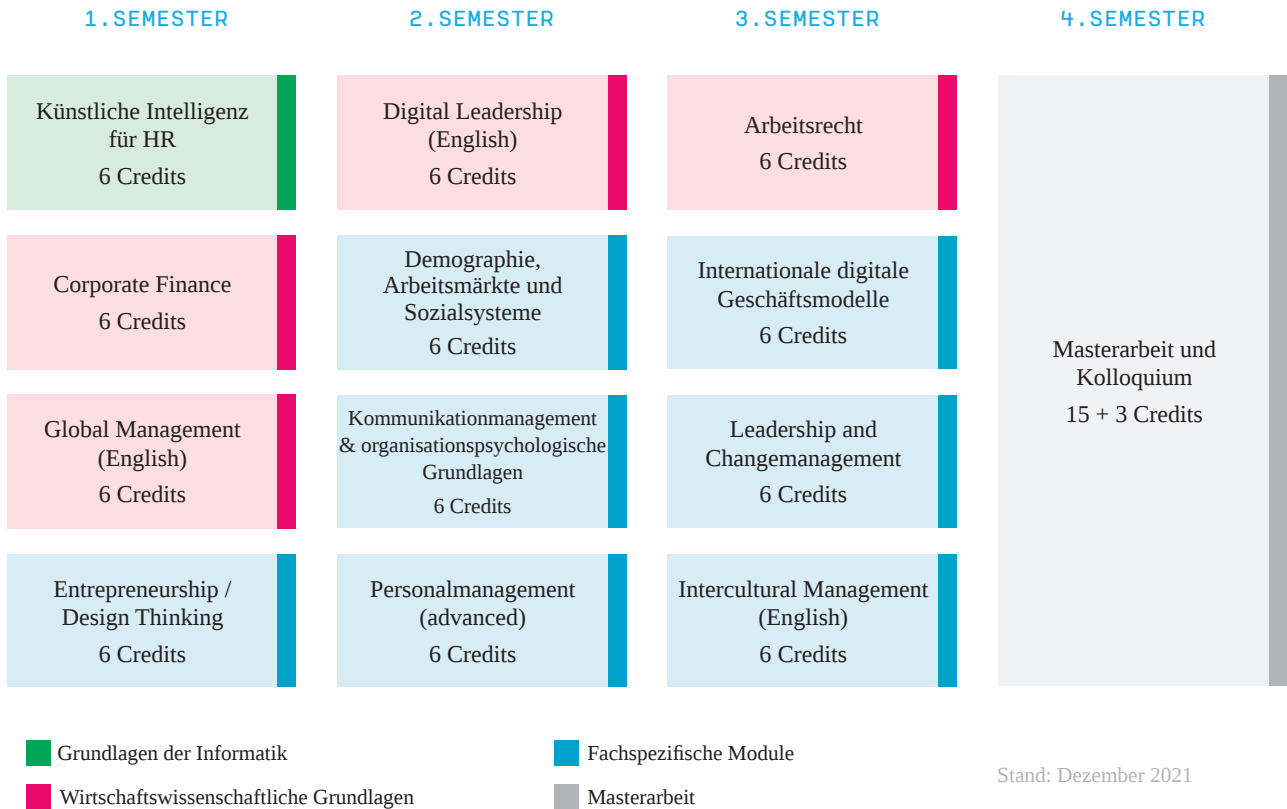 1.SEMESTER
2.SEMESTER
3.SEMESTER
4.SEMESTER
Künstliche Intelligenz
für HR
6 Credits
Corporate Finance
6 Credits
Global Management
(English)
6 Credits
Entrepreneurship /
Design Thinking
6 Credits
Digital Leadership
(English)
6 Credits
Demographie,
Arbeitsmärkte und
Sozialsysteme
6 Credits
Kommunikationmanagement
& organisationspsychologische
Grundlagen
6 Credits
Personalmanagement
(advanced)
6 Credits
Arbeitsrecht
6 Credits
Internationale digitale
Geschäftsmodelle
6 Credits
Leadership and
Changemanagement
6 Credits
Intercultural Management
(English)
6 Credits
Masterarbeit und
Kolloquium
15 + 3 Credits
Grundlagen der Informatik
Wirtschaftswissenschaftliche Grundlagen
Fachspezifische Module
Masterarbeit
Stand: Dezember 2021